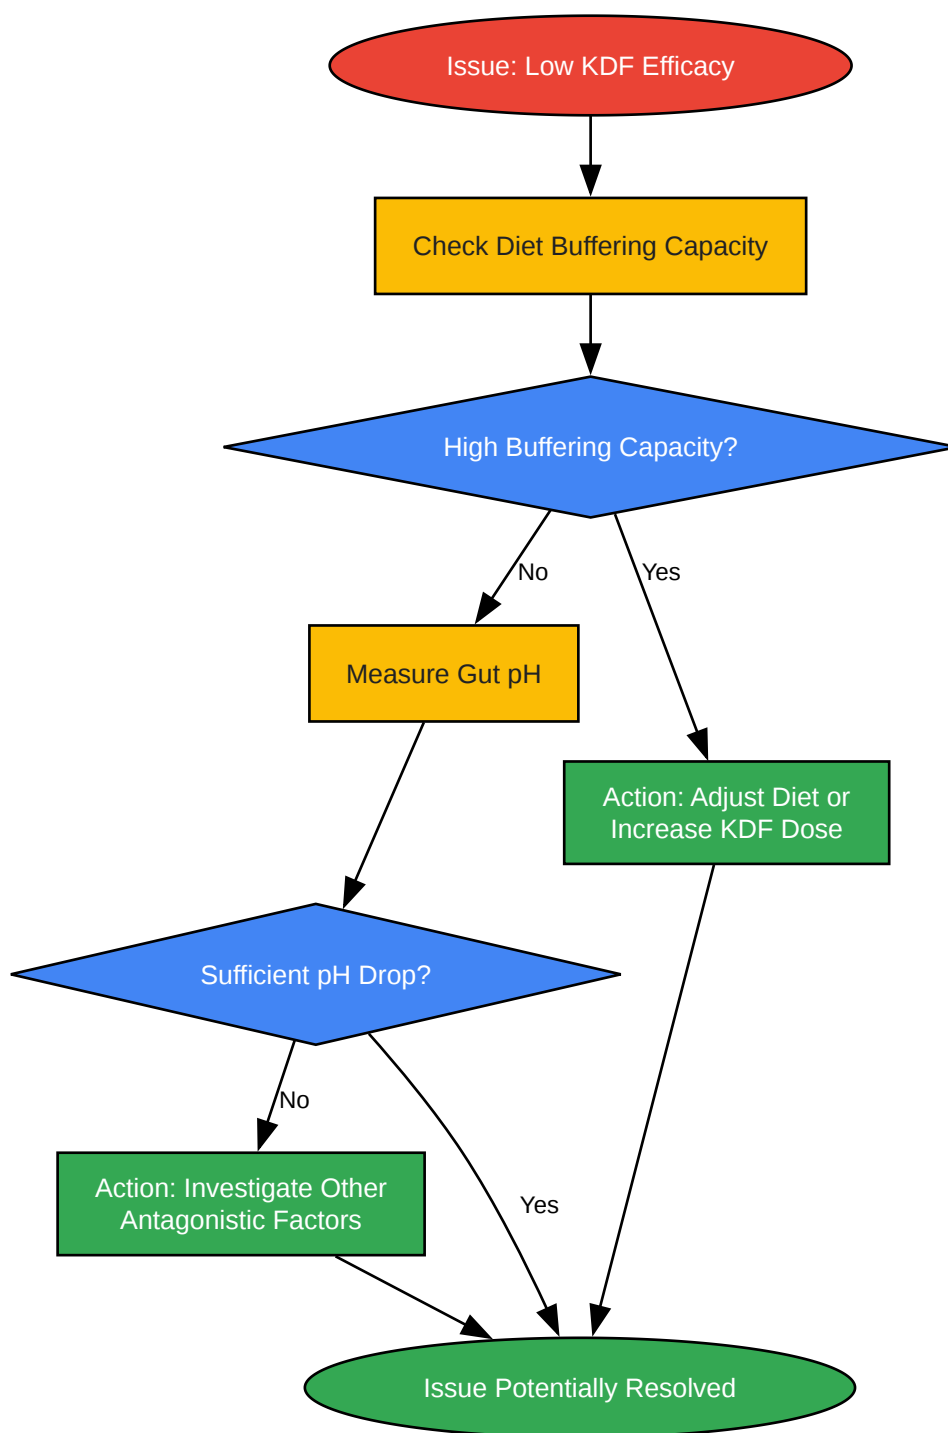 Issue: Low KDF Efficacy
Check Diet Buffering Capacity
High Buffering Capacity?
No
Yes
Measure Gut pH
Action: Adjust Diet or
Increase KDF Dose
Sufficient pH Drop?
No
Action: Investigate Other
Antagonistic Factors
Yes
Issue Potentially Resolved